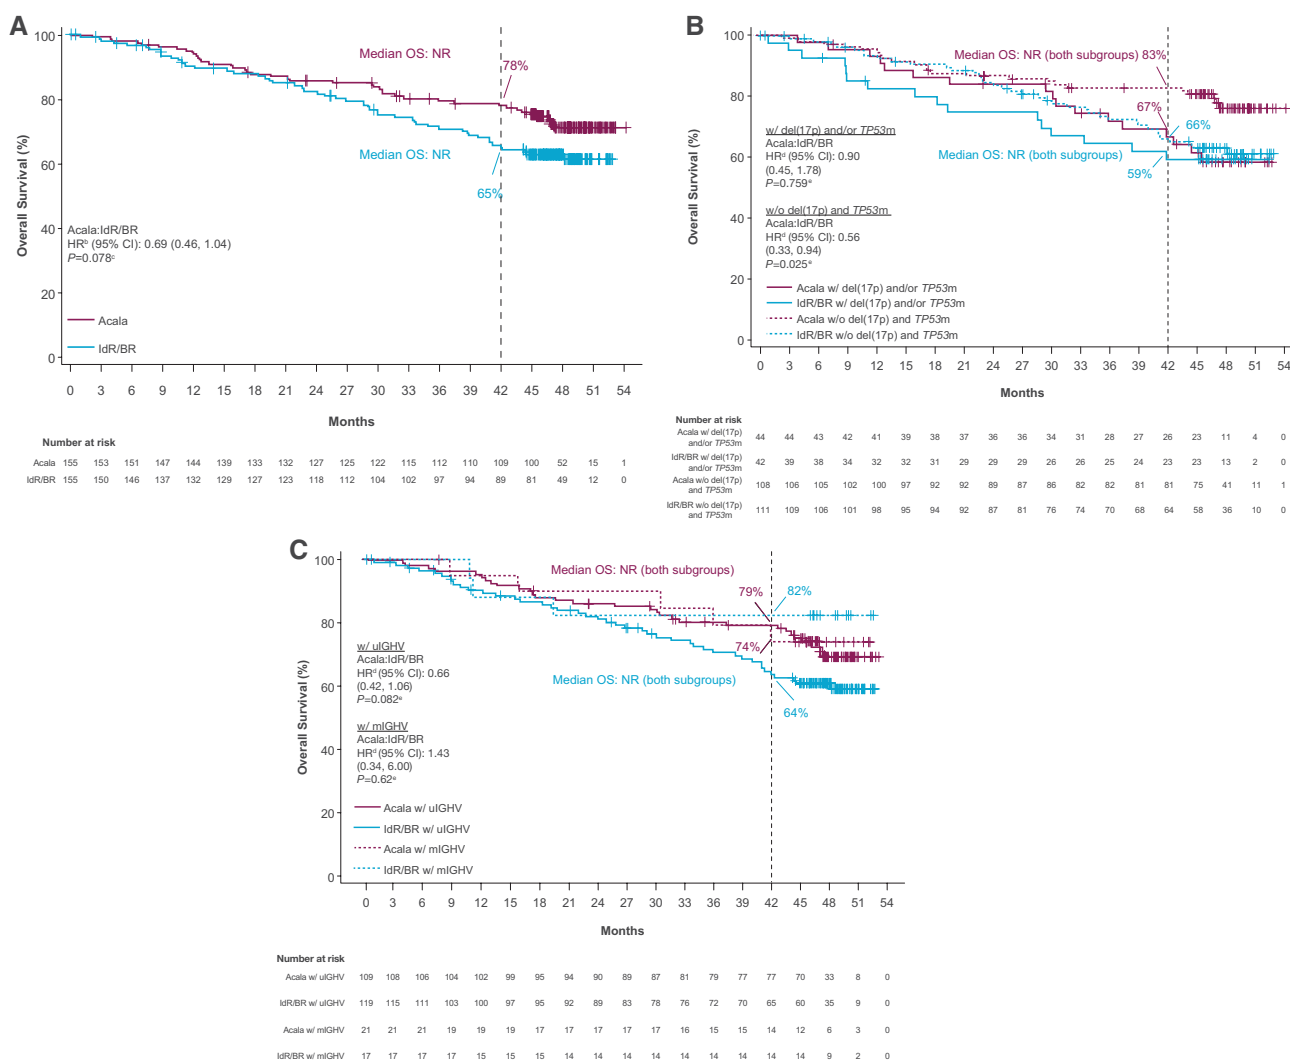 A
Overall Survival (%)
100
80
60
40
20
0
Median OS: NR
78%
Median OS: NR
65%
Acala:IdR/BR
HRᵇ (95% CI): 0.69 (0.46, 1.04)
P=0.078ᶜ
Acala
IdR/BR
0 3 6 9 12 15 18 21 24 27 30 33 36 39 42 45 48 51 54
Months
Number at risk
Acala 155 153 151 147 144 139 133 132 127 125 122 115 112 110 109 100 52 15 1
IdR/BR 155 150 146 137 132 129 127 123 118 112 104 102 97 94 89 81 49 12 0
B
Overall Survival (%)
100
80
60
40
20
0
Median OS: NR (both subgroups) 83%
67%
66%
Median OS: NR (both subgroups)
59%
w/ del(17p) and/or TP53m
Acala:IdR/BR
HRᵈ (95% CI): 0.90
(0.45, 1.78)
P=0.759ᵉ
w/o del(17p) and TP53m
Acala:IdR/BR
HRᵈ (95% CI): 0.56
(0.33, 0.94)
P=0.025ᵉ
Acala w/ del(17p) and/or TP53m
IdR/BR w/ del(17p) and/or TP53m
Acala w/o del(17p) and TP53m
IdR/BR w/o del(17p) and TP53m
0 3 6 9 12 15 18 21 24 27 30 33 36 39 42 45 48 51 54
Months
Number at risk
Acala w/ del(17p)
and/or TP53m
44 44 43 42 41 39 38 37 36 36 34 31 28 27 26 23 11 4 0
IdR/BR w/ del(17p)
and/or TP53m
42 39 38 34 32 32 31 29 29 29 26 26 25 24 23 23 13 2 0
Acala w/o del(17p)
and TP53m
108 106 105 102 100 97 92 92 89 87 86 82 82 81 81 75 41 11 1
IdR/BR w/o del(17p)
and TP53m
111 109 106 101 98 95 94 92 87 81 76 74 70 68 64 58 36 10 0
C
Overall Survival (%)
100
80
60
40
20
0
Median OS: NR (both subgroups)
79%
82%
74%
Median OS: NR (both subgroups)
64%
w/ uIGHV
Acala:IdR/BR
HRᵈ (95% CI): 0.66
(0.42, 1.06)
P=0.082ᵉ
w/ mIGHV
Acala:IdR/BR
HRᵈ (95% CI): 1.43
(0.34, 6.00)
P=0.62ᵉ
Acala w/ uIGHV
IdR/BR w/ uIGHV
Acala w/ mIGHV
IdR/BR w/ mIGHV
0 3 6 9 12 15 18 21 24 27 30 33 36 39 42 45 48 51 54
Months
Number at risk
Acala w/ uIGHV 109 108 106 104 102 99 95 94 90 89 87 81 79 77 77 70 33 8 0
IdR/BR w/ uIGHV 119 115 111 103 100 97 95 92 89 83 78 76 72 70 65 60 35 9 0
Acala w/ mIGHV 21 21 21 19 19 19 17 17 17 17 17 16 15 15 14 12 6 3 0
IdR/BR w/ mIGHV 17 17 17 17 15 15 15 14 14 14 14 14 14 14 14 14 9 2 0